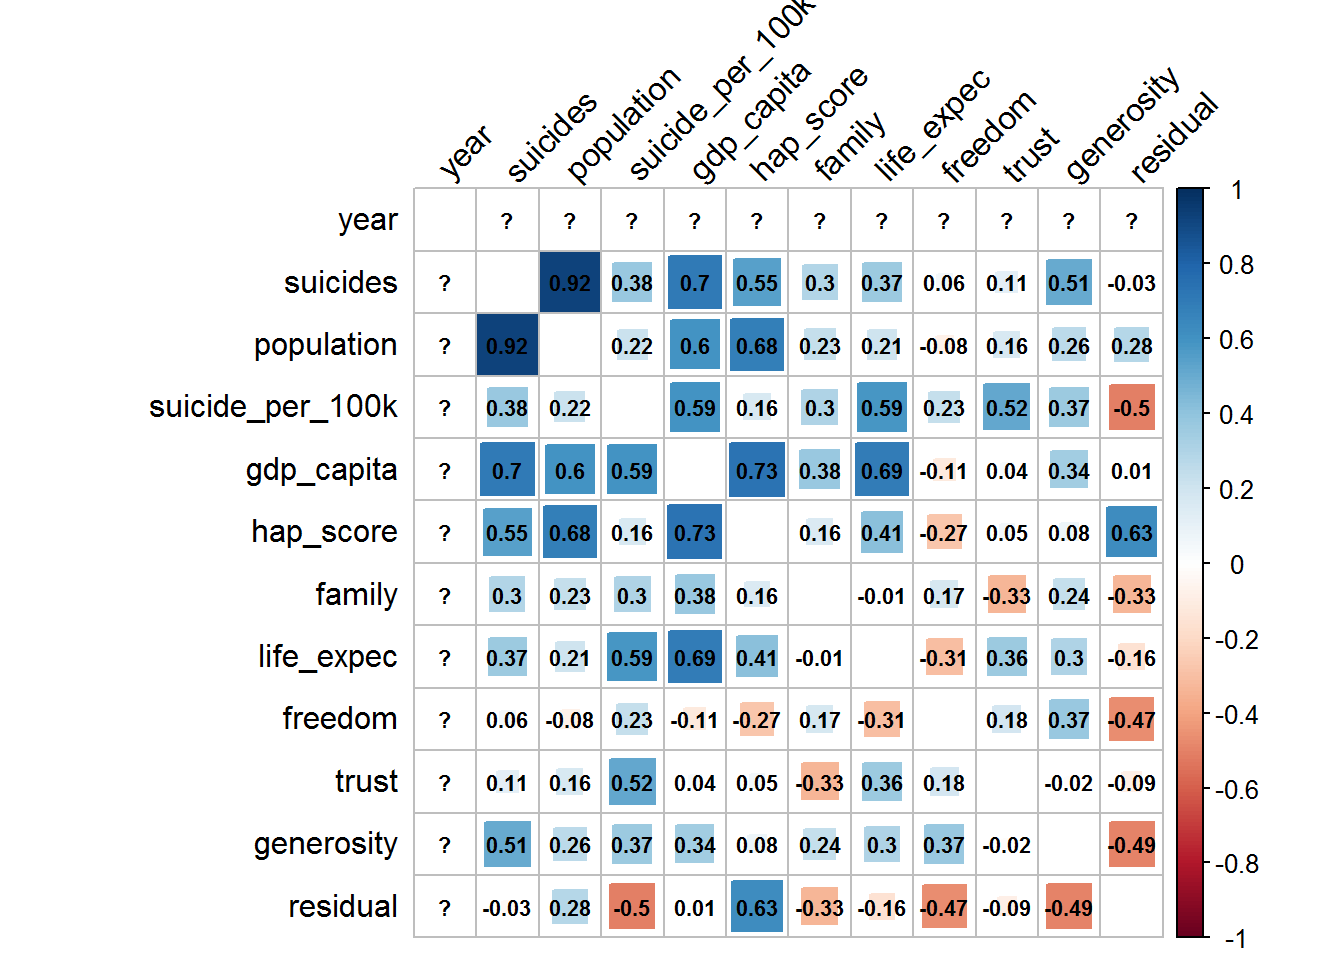 year suicides population suicide_per_100k gdp_capita hap_score family life_expec freedom trust generosity residual
year ? ? ? ? ? ? ? ? ? ? ? 1
suicides ? 0.92 0.38 0.7 0.55 0.3 0.37 0.06 0.11 0.51 -0.03 0.8
population ? 0.92 0.22 0.6 0.68 0.23 0.21 -0.08 0.16 0.26 0.28 0.6
suicide_per_100k ? 0.38 0.22 0.59 0.16 0.3 0.59 0.23 0.52 0.37 -0.5 0.4
gdp_capita ? 0.7 0.6 0.59 0.73 0.38 0.69 -0.11 0.04 0.34 0.01 0.2
hap_score ? 0.55 0.68 0.16 0.73 0.16 0.41 -0.27 0.05 0.08 0.63 0
family ? 0.3 0.23 0.3 0.38 0.16 -0.01 0.17 -0.33 0.24 -0.33 -0.2
life_expec ? 0.37 0.21 0.59 0.69 0.41 -0.01 -0.31 0.36 0.3 -0.16
freedom ? 0.06 -0.08 0.23 -0.11 -0.27 0.17 -0.31 0.18 0.37 -0.47 -0.4
trust ? 0.11 0.16 0.52 0.04 0.05 -0.33 0.36 0.18 -0.02 -0.09 -0.6
generosity ? 0.51 0.26 0.37 0.34 0.08 0.24 0.3 0.37 -0.02 -0.49 -0.8
residual ? -0.03 0.28 -0.5 0.01 0.63 -0.33 -0.16 -0.47 -0.09 -0.49 -1